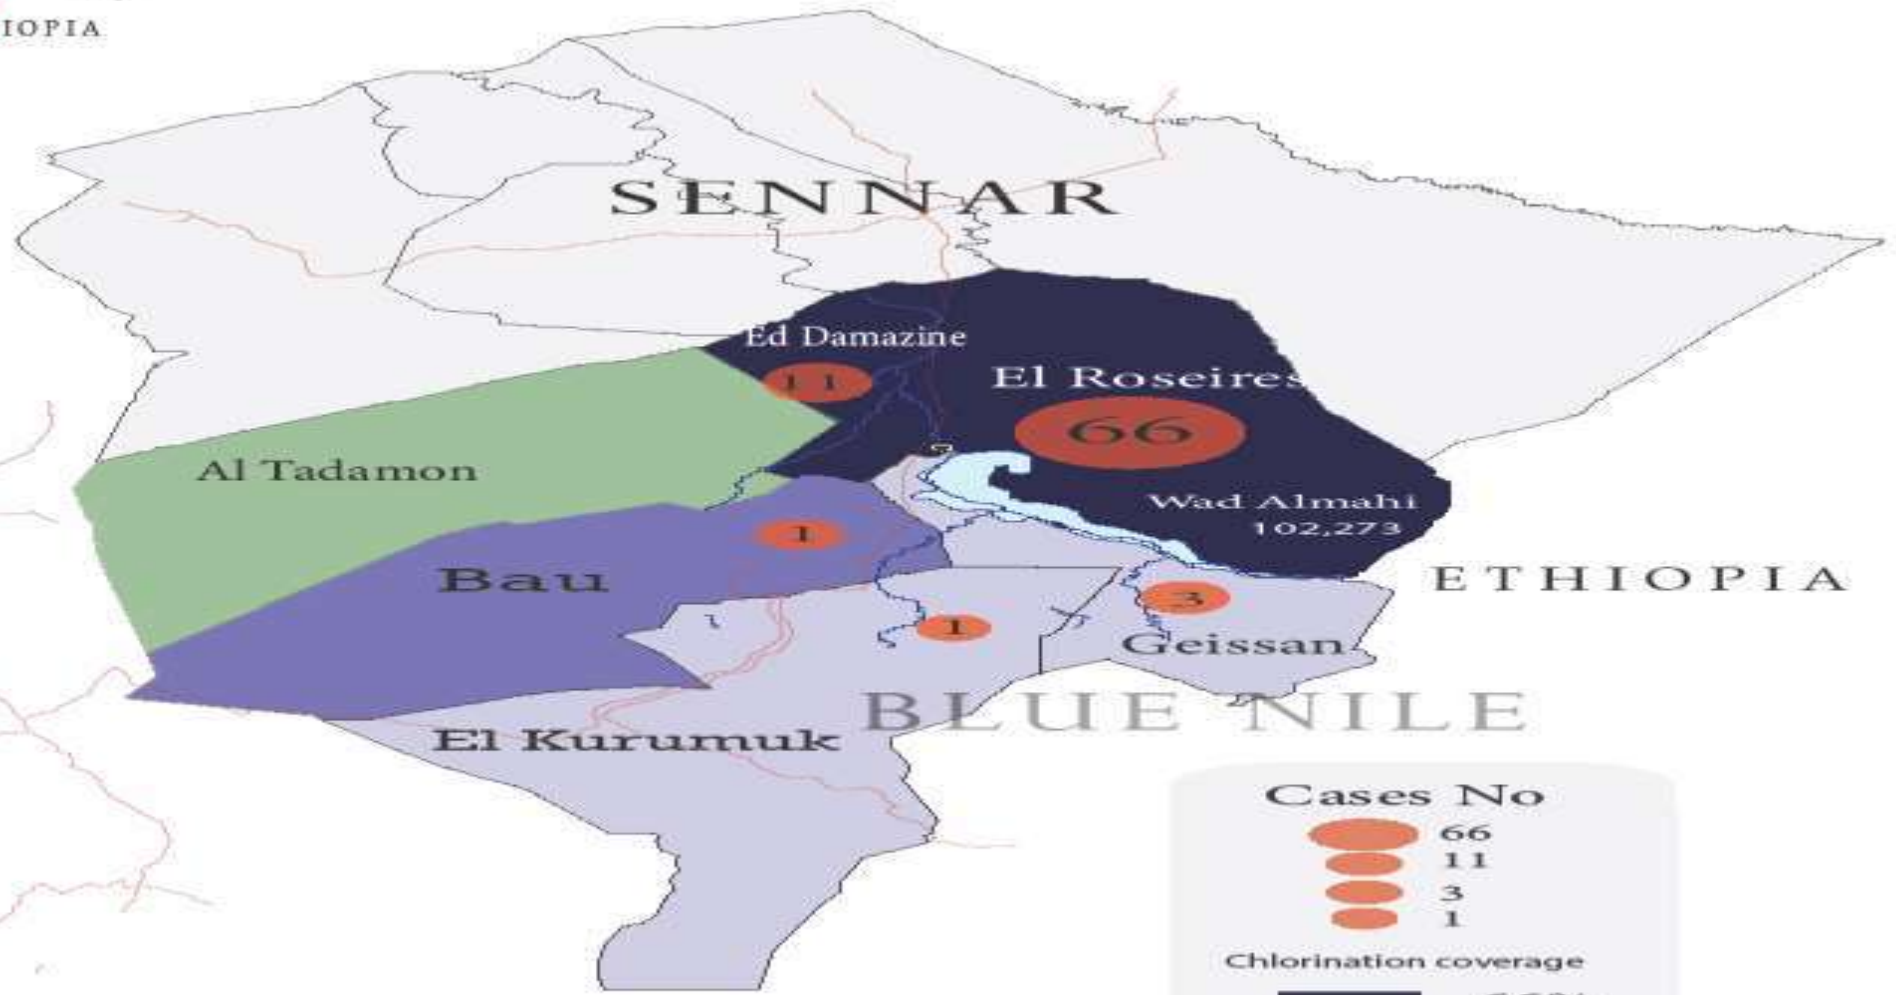 IOPIA
SENNAR
Ed Damazine
11
El Roseires
66
Al Tadamon
Wad Almahi
102,273
1
Bau
ETHIOPIA
3
1
Geissan
BLUE NILE
El Kurumuk
Cases No
66
11
3
1
Chlorination coverage